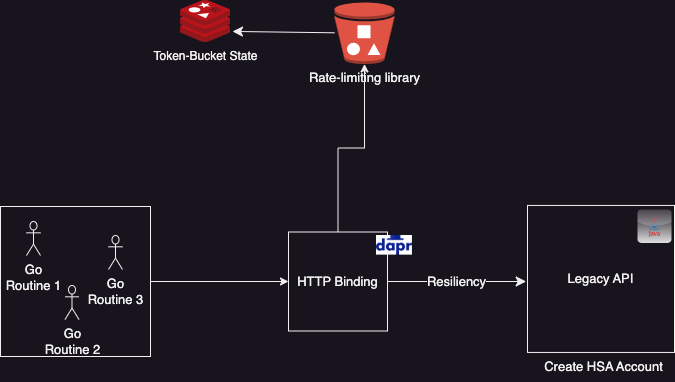 Token-Bucket State
Rate-limiting library
Go
Routine 1
Go
Routine 3
Go
Routine 2
HTTP Binding
dapr
Resiliency
java
Legacy API
Create HSA Account